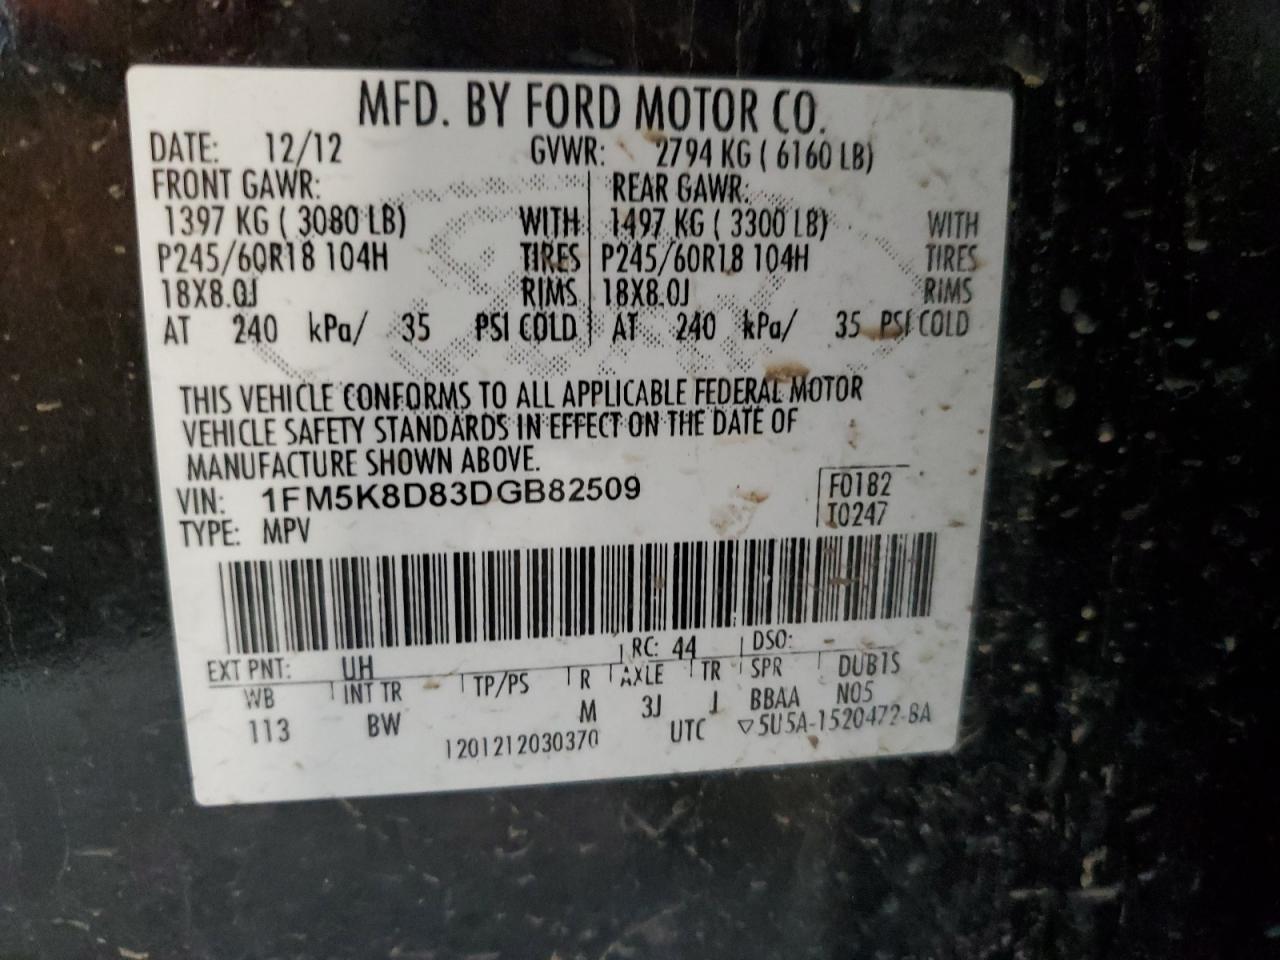 MFD. BY FORD MOTOR CO.
DATE: 12/12 GVWR: 2794 KG ( 6160 LB)
FRONT GAWR: REAR GAWR:
1397 KG ( 3080 LB) WITH 1497 KG ( 3300 LB) WITH
P245/60R18 104H TIRES P245/60R18 104H TIRES
18X8.0J RIMS 18X8.0J RIMS
AT 240 kPa/ 35 PSI COLD AT 240 kPa/ 35 PSI COLD
THIS VEHICLE CONFORMS TO ALL APPLICABLE FEDERAL MOTOR
VEHICLE SAFETY STANDARDS IN EFFECT ON THE DATE OF
MANUFACTURE SHOWN ABOVE.
VIN: 1FM5K8D83DGB82509 F0182
TYPE: MPV T0247
EXT PNT: UH RC: 44 DSO: -
WB INT TR TP/PS R AXLE TR SPR DUB1S
113 BW M 3J J BBAA N05
1201212030370 UTC ▽5U5A-1520472-BA